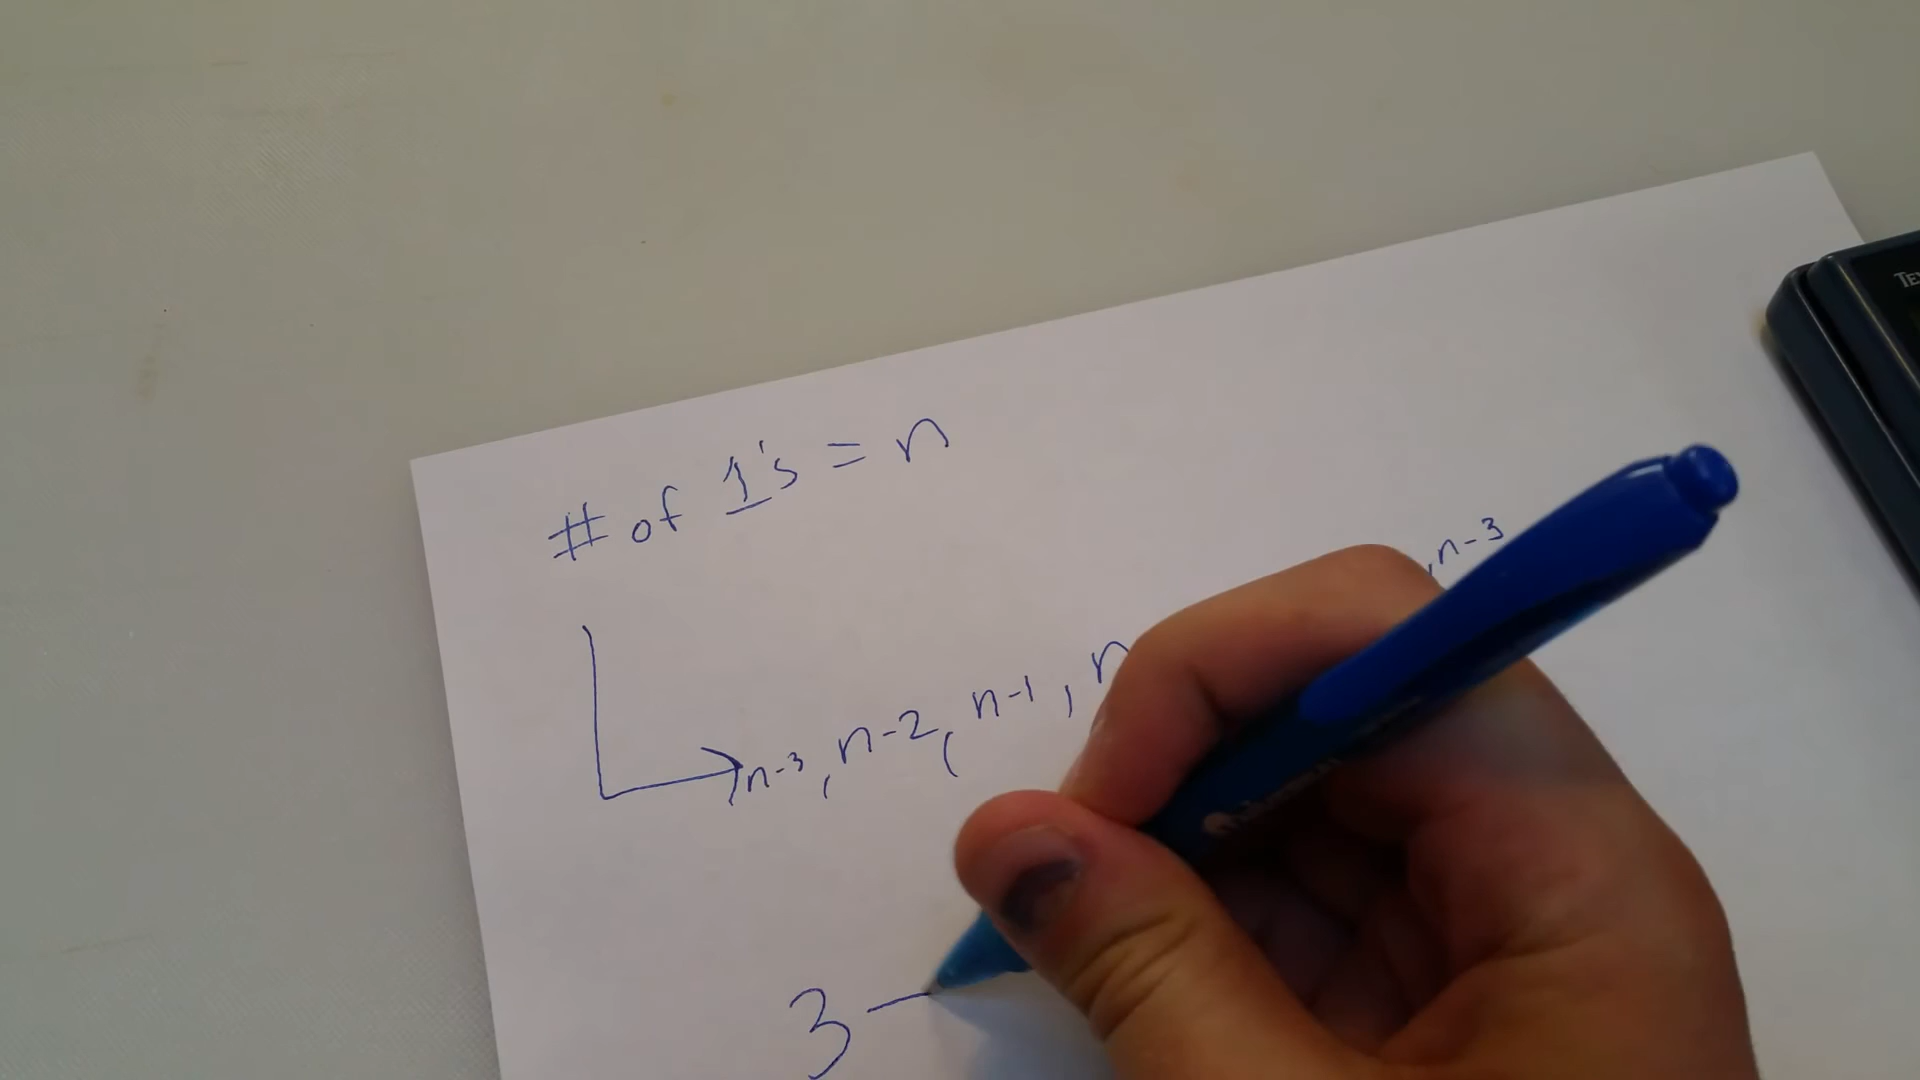 # of 1's = n
n-3, n-2, n-1, n
, n-3
3 —